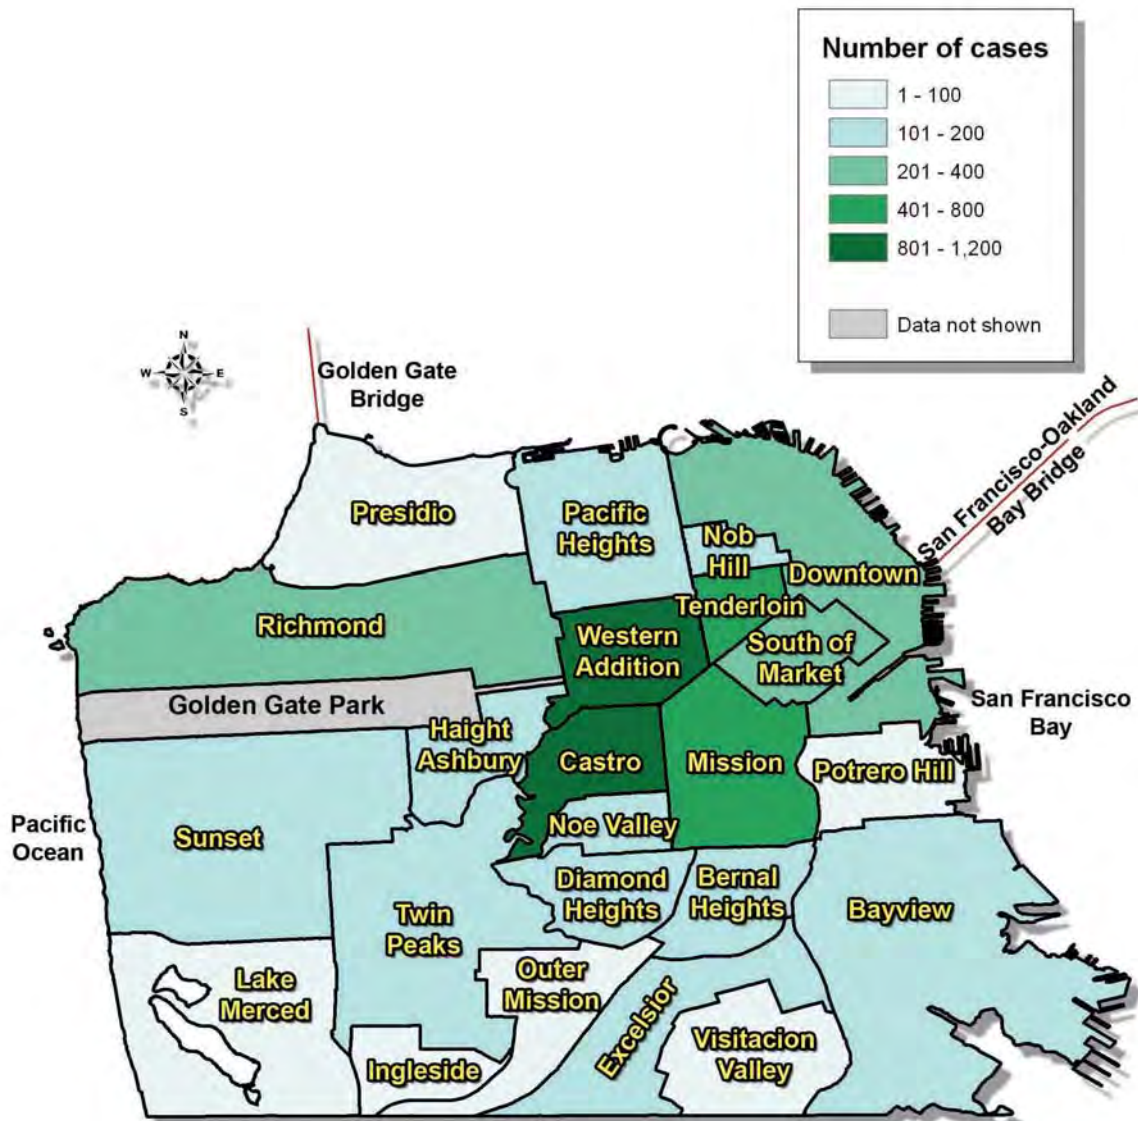 Number of cases
1 - 100
101 - 200
201 - 400
401 - 800
801 - 1,200
Data not shown
N
W
E
S
Golden Gate
Bridge
San Francisco-Oakland
Bay Bridge
Presidio
Pacific
Heights
Nob
Hill
Downtown
Richmond
Tenderloin
Western
Addition
South of
Market
Golden Gate Park
San Francisco
Bay
Haight
Ashbury
Castro
Mission
Potrero Hill
Pacific
Ocean
Sunset
Noe Valley
Diamond
Heights
Bernal
Heights
Bayview
Twin
Peaks
Lake
Merced
Outer
Mission
Excelsior
Visitacion
Valley
Ingleside